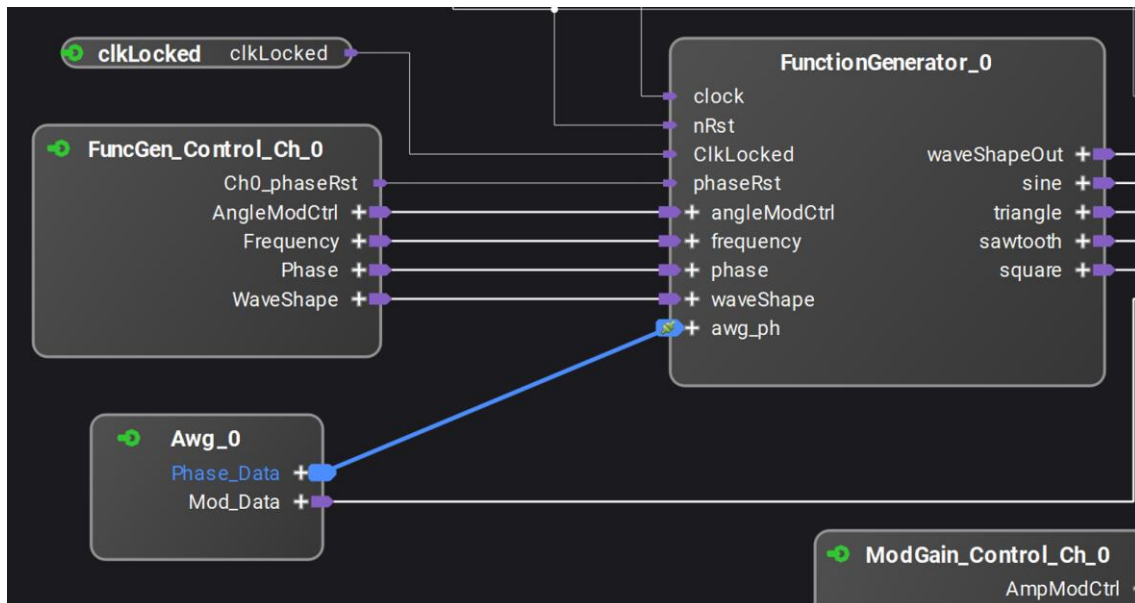 clkLocked clkLocked
FuncGen_Control_Ch_0
Ch0_phaseRst
AngleModCtrl
Frequency
Phase
WaveShape
Awg_0
Phase_Data
Mod_Data
FunctionGenerator_0
clock
nRst
ClkLocked
phaseRst
angleModCtrl
frequency
phase
waveShape
awg_ph
waveShapeOut
sine
triangle
sawtooth
square
ModGain_Control_Ch_0
AmpModCtrl